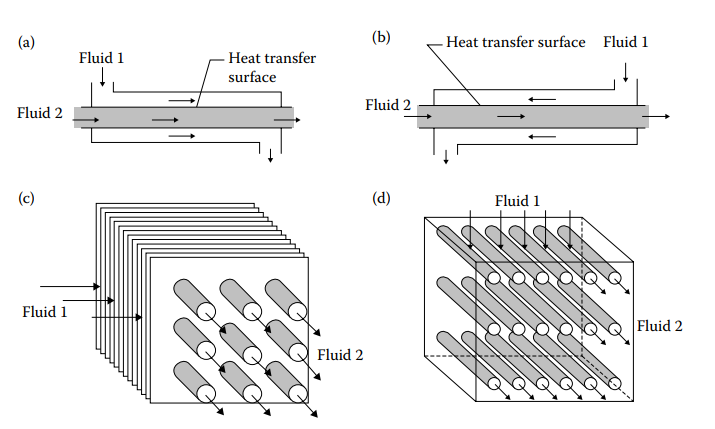 (a)
Fluid 1
Heat transfer
surface
Fluid 2
(b)
Heat transfer surface
Fluid 1
Fluid 2
(c)
Fluid 1
Fluid 2
(d)
Fluid 1
Fluid 2